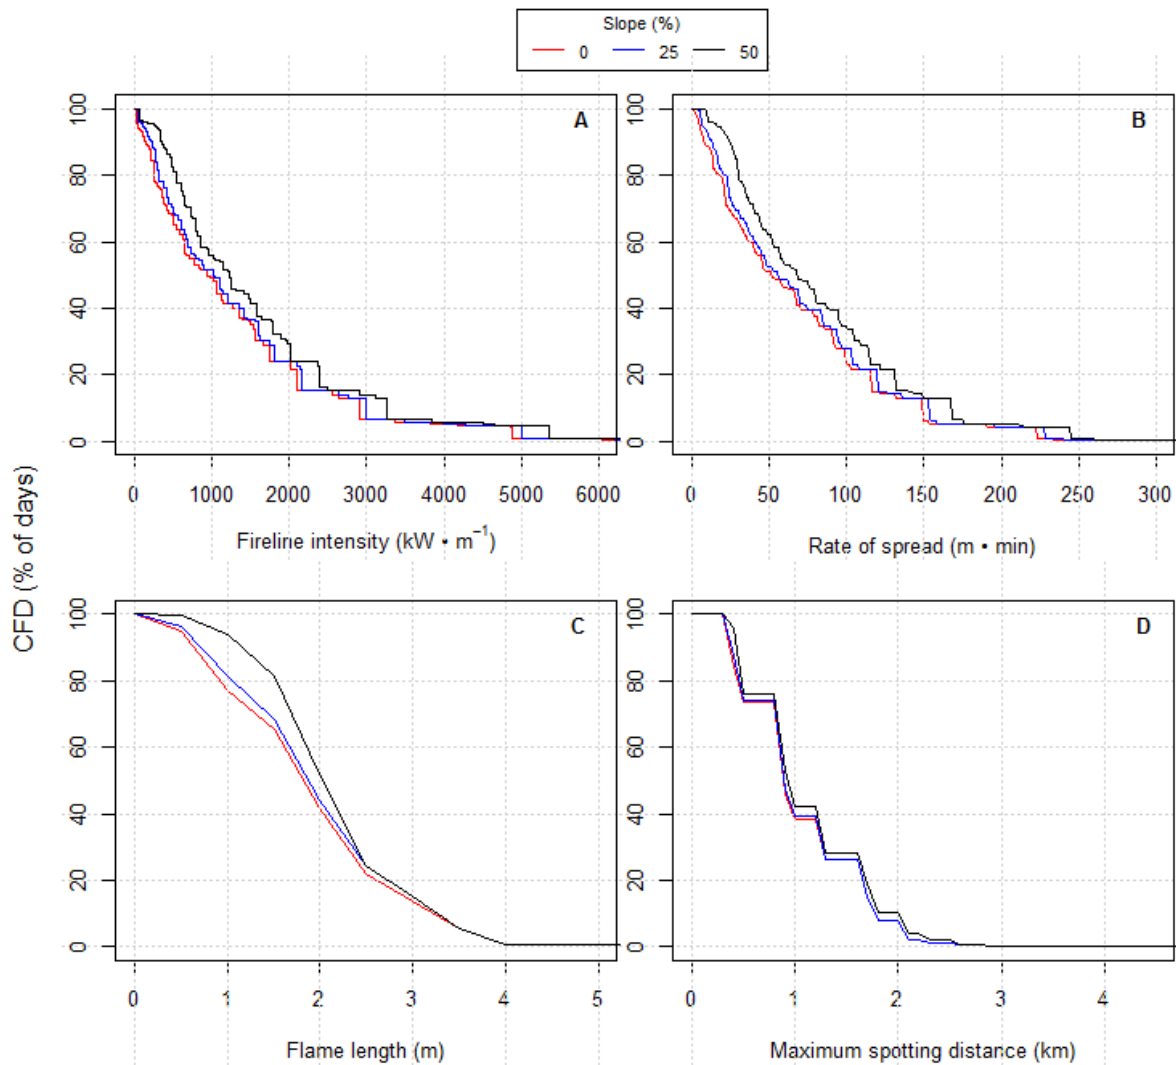 Slope (%)
0 25 50
A
0 20 40 60 80 100
0 1000 2000 3000 4000 5000 6000
Fireline intensity (kW • m⁻¹)
B
0 20 40 60 80 100
0 50 100 150 200 250 300
Rate of spread (m • min)
CFD (% of days)
C
0 20 40 60 80 100
0 1 2 3 4 5
Flame length (m)
D
0 20 40 60 80 100
0 1 2 3 4
Maximum spotting distance (km)